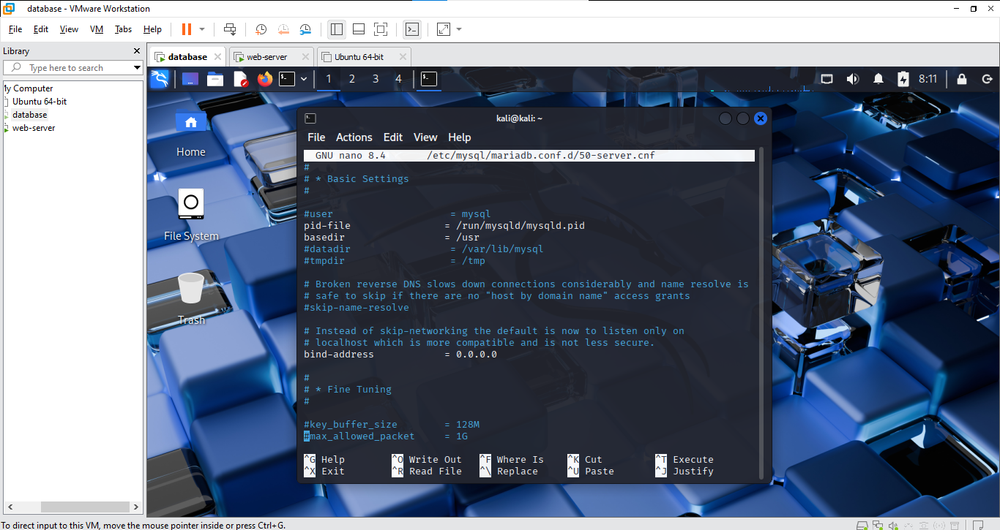 database - VMware Workstation
File Edit View VM Tabs Help
Library
Type here to search
database
web-server
Ubuntu 64-bit
ly Computer
Ubuntu 64-bit
database
web-server
1 2 3 4
8:11
Home
File System
Trash
kali@kali: ~
File Actions Edit View Help
GNU nano 8.4 /etc/mysql/mariadb.conf.d/50-server.cnf
#
# * Basic Settings
#
#user = mysql
pid-file = /run/mysqld/mysqld.pid
basedir = /usr
#datadir = /var/lib/mysql
#tmpdir = /tmp
# Broken reverse DNS slows down connections considerably and name resolve is
# safe to skip if there are no "host by domain name" access grants
#skip-name-resolve
# Instead of skip-networking the default is now to listen only on
# localhost which is more compatible and is not less secure.
bind-address = 0.0.0.0
#
# * Fine Tuning
#
#key_buffer_size = 128M
#max_allowed_packet = 1G
^G Help ^O Write Out ^F Where Is ^K Cut ^T Execute
^X Exit ^R Read File ^\ Replace ^U Paste ^J Justify
To direct input to this VM, move the mouse pointer inside or press Ctrl+G.